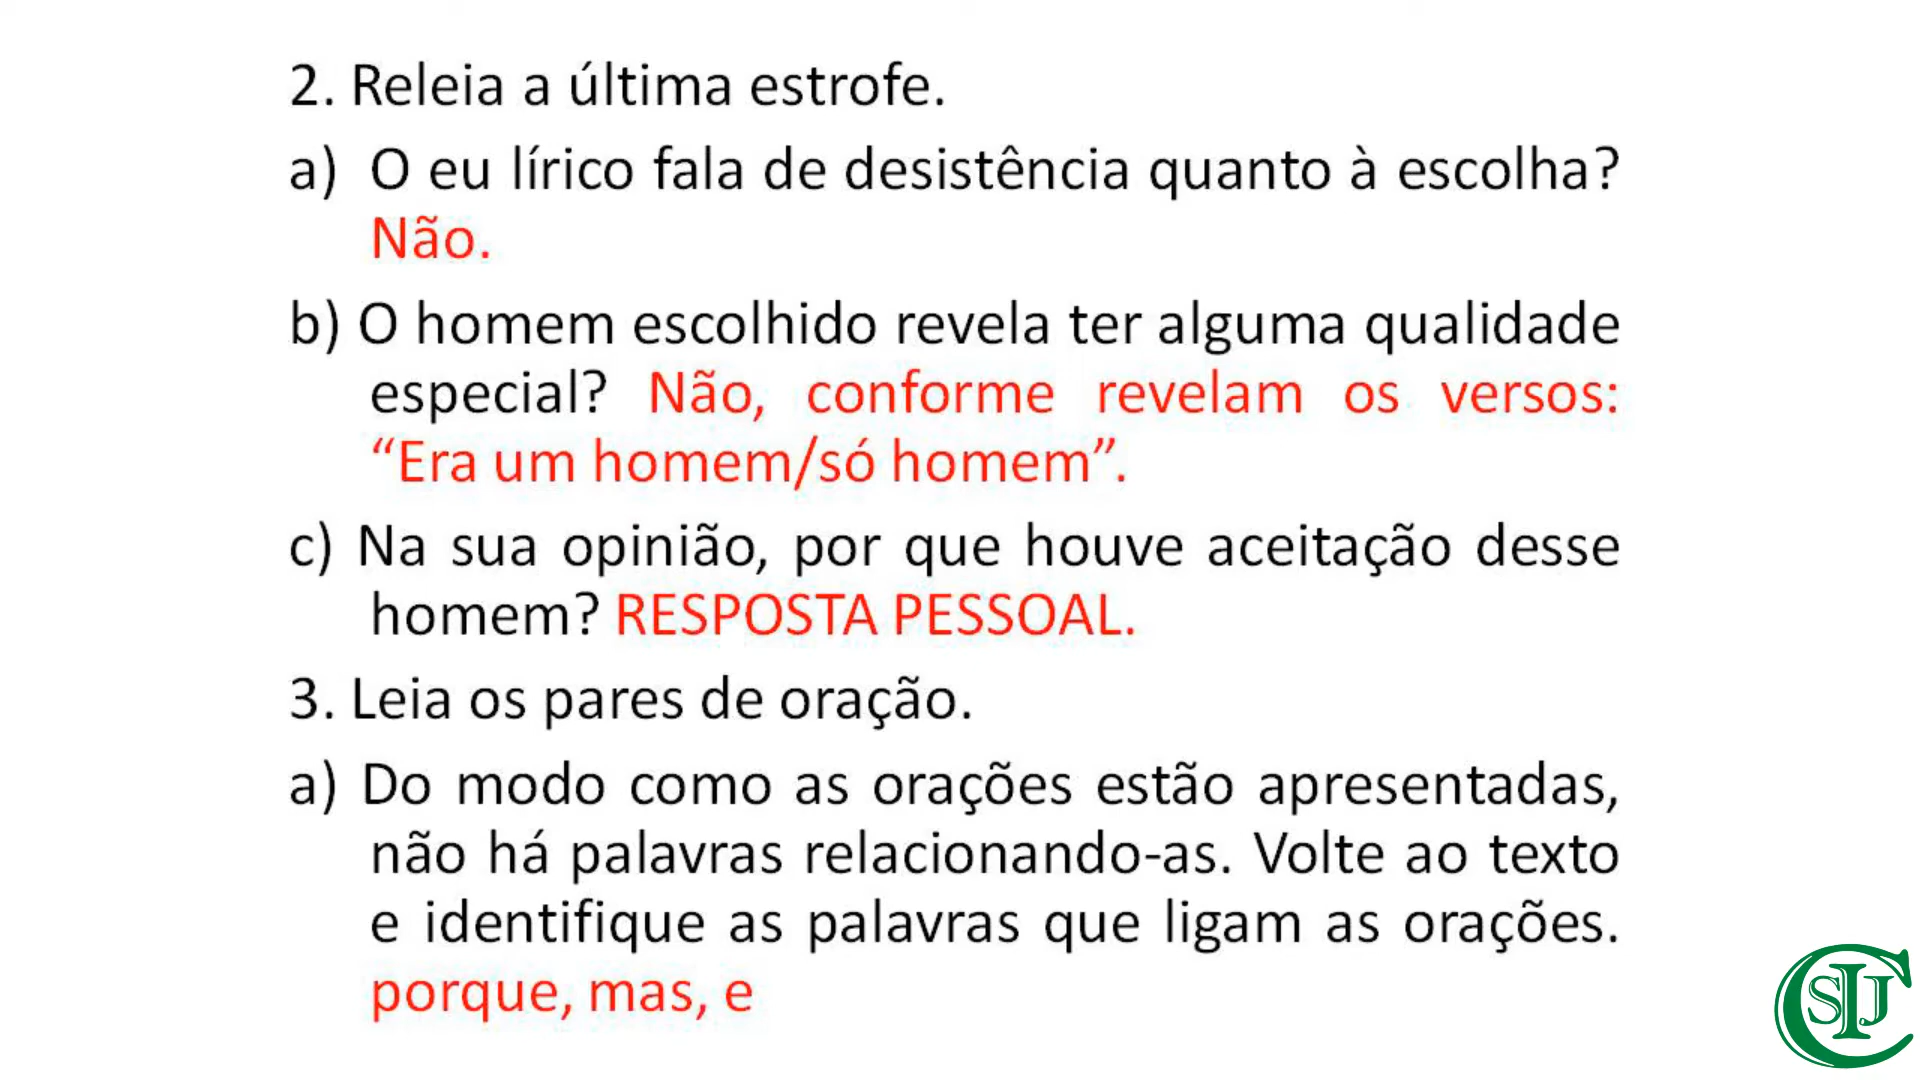 2. Releia a última estrofe.
a) O eu lírico fala de desistência quanto à escolha?
Não.
b) O homem escolhido revela ter alguma qualidade
especial? Não, conforme revelam os versos:
“Era um homem/só homem”.
c) Na sua opinião, por que houve aceitação desse
homem? RESPOSTA PESSOAL.
3. Leia os pares de oração.
a) Do modo como as orações estão apresentadas,
não há palavras relacionando-as. Volte ao texto
e identifique as palavras que ligam as orações.
porque, mas, e
CSIJ